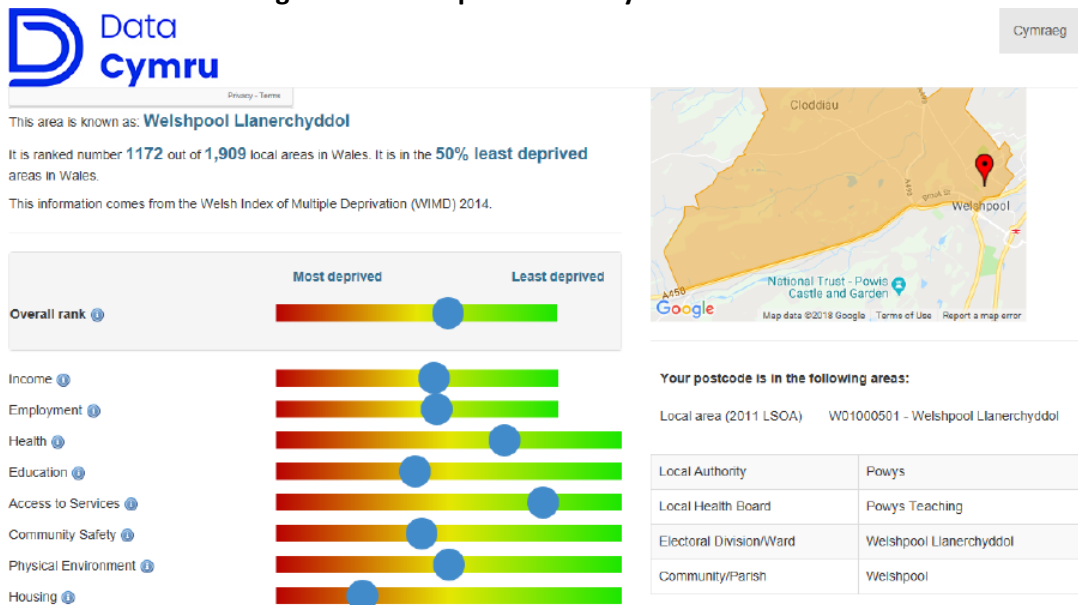 Data
Cymru
Cymraeg
Privacy - Terms
This area is known as: Welshpool Llanerchyddol
It is ranked number 1172 out of 1,909 local areas in Wales. It is in the 50% least deprived
areas in Wales.
This information comes from the Welsh Index of Multiple Deprivation (WIMD) 2014.
Most deprived Least deprived
Overall rank
Income
Employment
Health
Education
Access to Services
Community Safety
Physical Environment
Housing
Cloddiau
A490
A490
Welshpool
National Trust - Powis
Castle and Garden
A458
Google
Map data ©2018 Google Terms of Use Report a map error
Your postcode is in the following areas:
Local area (2011 LSOA) W01000501 - Welshpool Llanerchyddol
Local Authority Powys
Local Health Board Powys Teaching
Electoral Division/Ward Welshpool Llanerchyddol
Community/Parish Welshpool